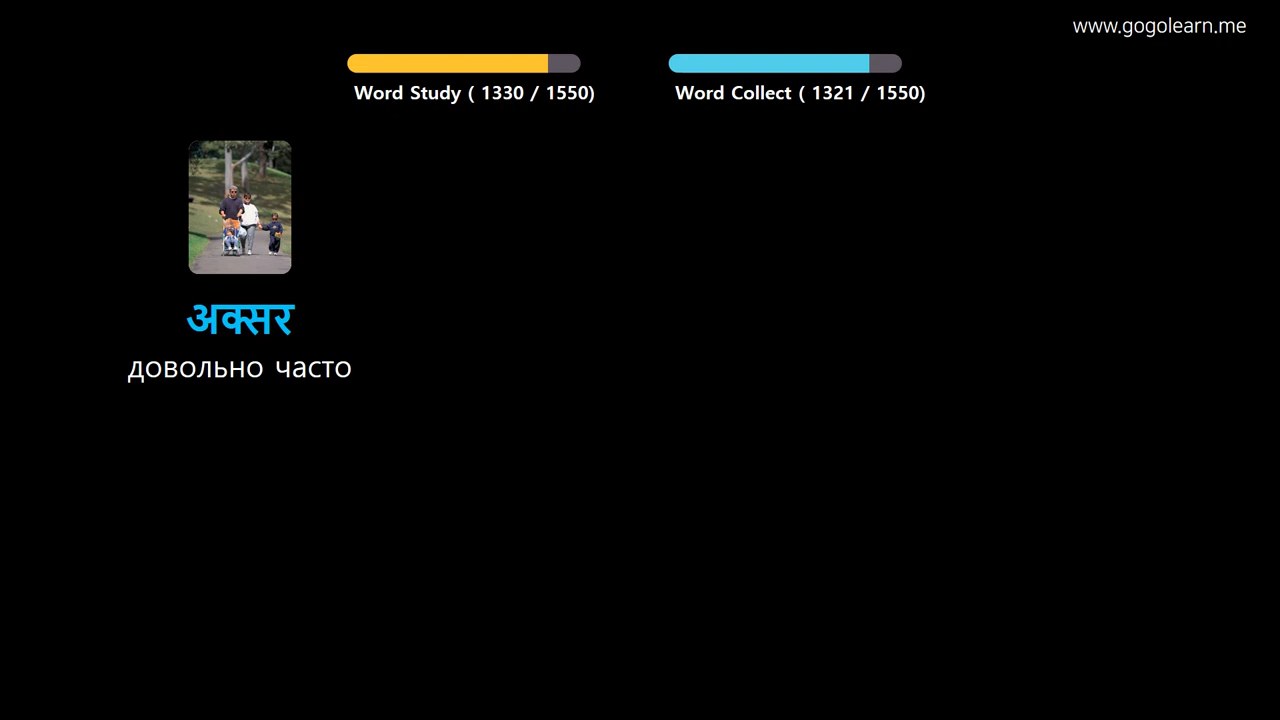 www.gogolearn.me
Word Study ( 1330 / 1550)
Word Collect ( 1321 / 1550)
अक्सर
довольно часто